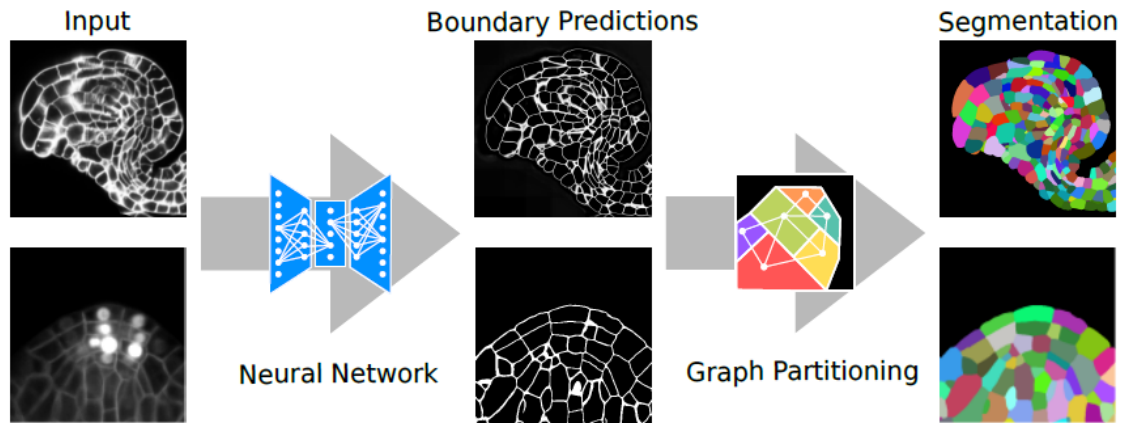 Input
Boundary Predictions
Segmentation
Neural Network
Graph Partitioning